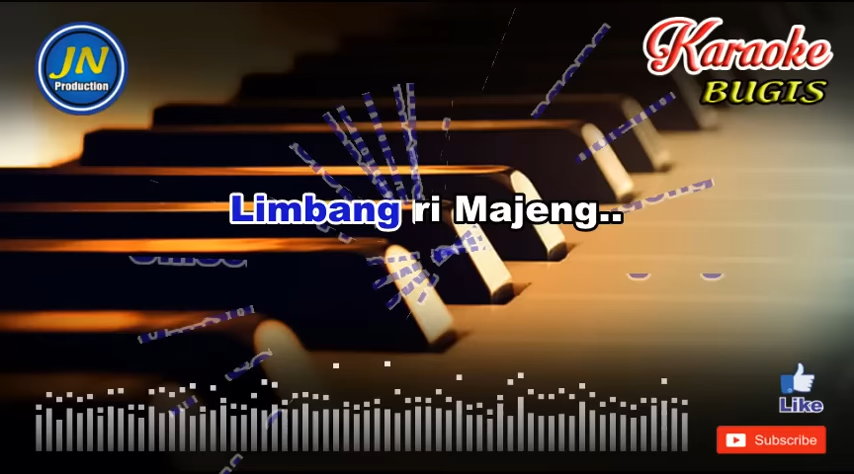 JN
Production
Karaoke
BUGIS
Limbang ri Majeng..
Like
Subscribe